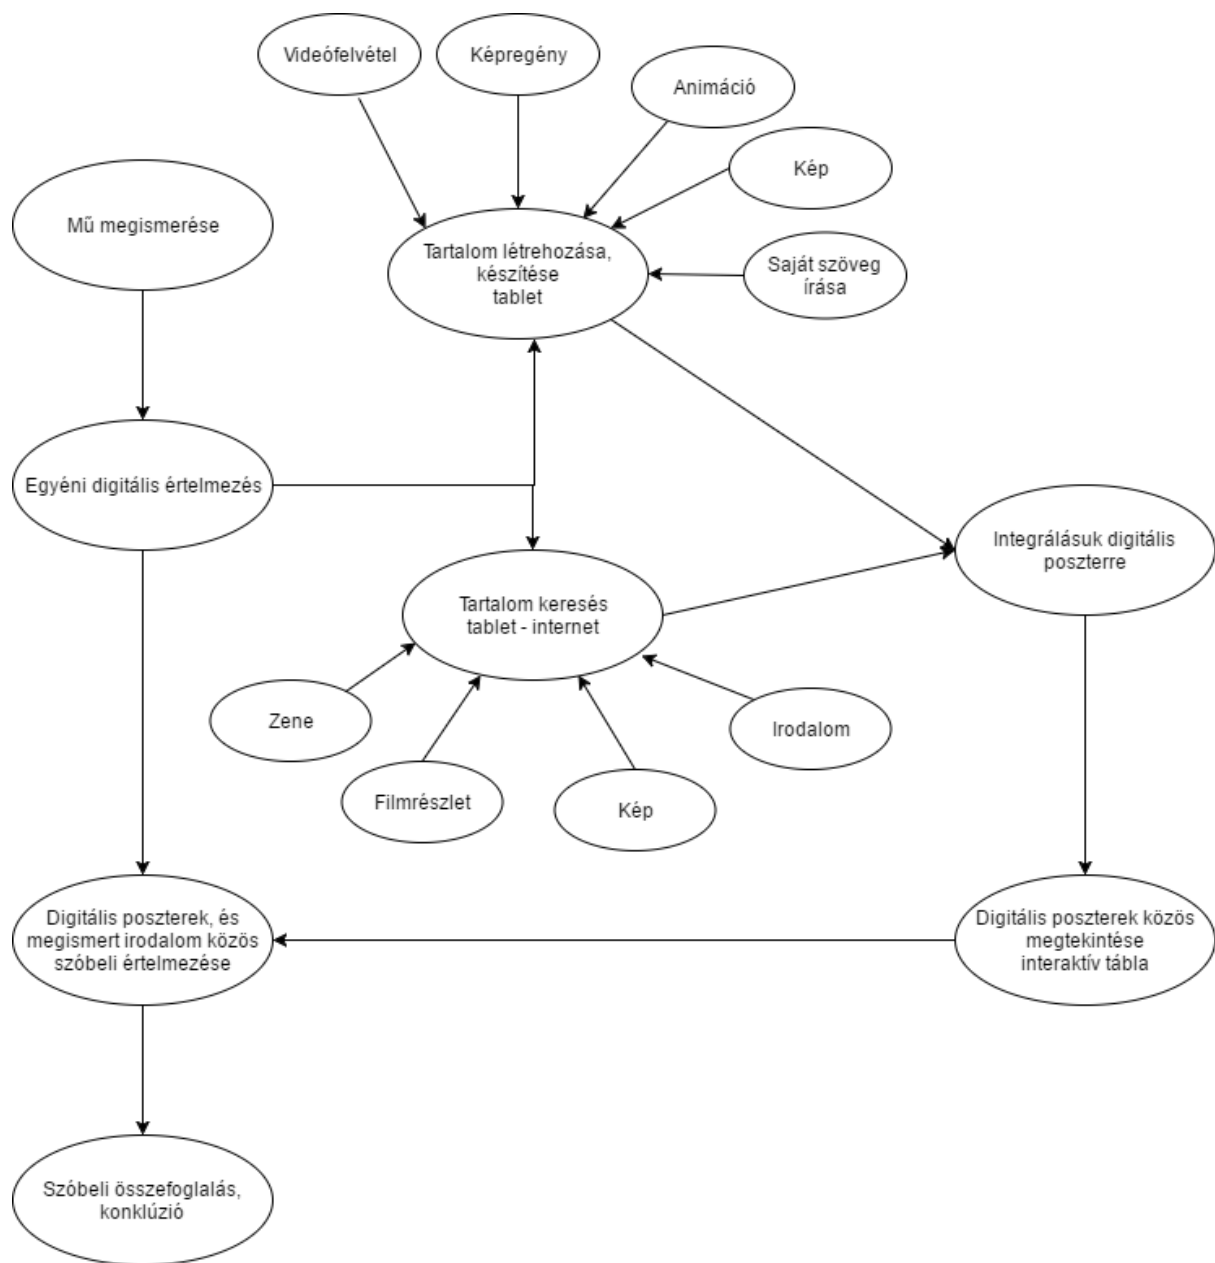 Videófelvétel
Képregény
Animáció
Kép
Mű megismerése
Tartalom létrehozása,
készítése
tablet
Saját szöveg
írása
Egyéni digitális értelmezés
Integrálásuk digitális
poszterre
Tartalom keresés
tablet - internet
Zene
Irodalom
Filmrészlet
Kép
Digitális poszterek, és
megismert irodalom közös
szóbeli értelmezése
Digitális poszterek közös
megtekintése
interaktív tábla
Szóbeli összefoglalás,
konklúzió